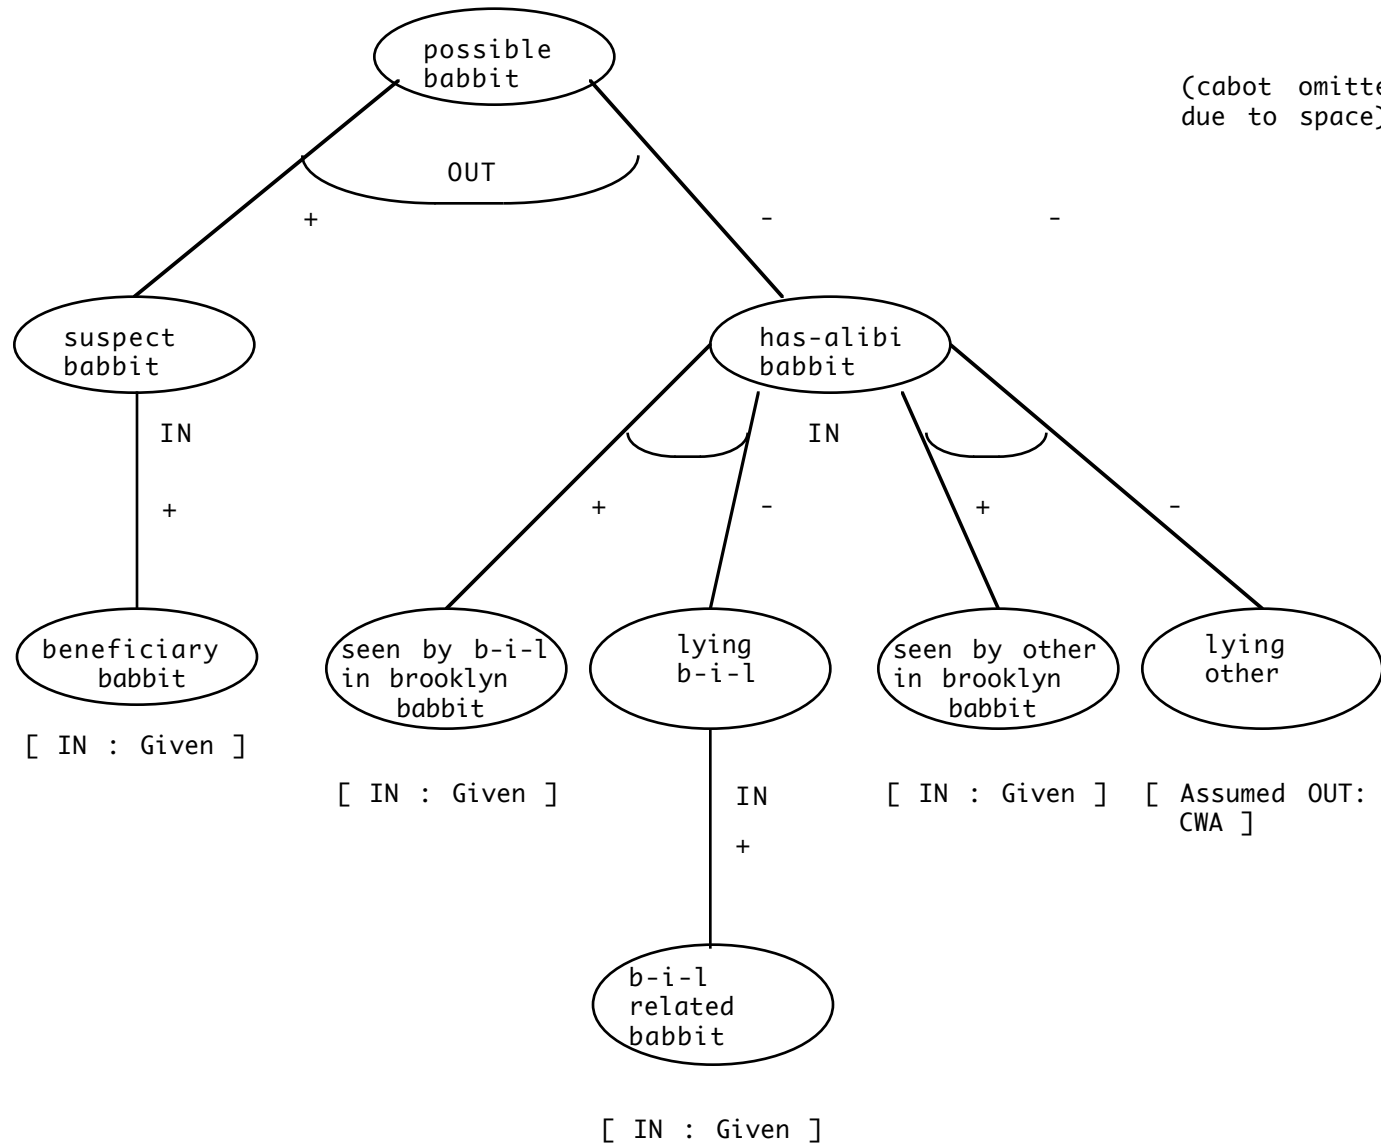 possible
babbit
(cabot omitte
due to space)
OUT
+
-
-
suspect
babbit
has-alibi
babbit
IN
IN
+
+
-
+
-
beneficiary
babbit
seen by b-i-l
in brooklyn
babbit
lying
b-i-l
seen by other
in brooklyn
babbit
lying
other
[ IN : Given ]
[ IN : Given ]
IN
+
[ IN : Given ]
[ Assumed OUT:
CWA ]
b-i-l
related
babbit
[ IN : Given ]